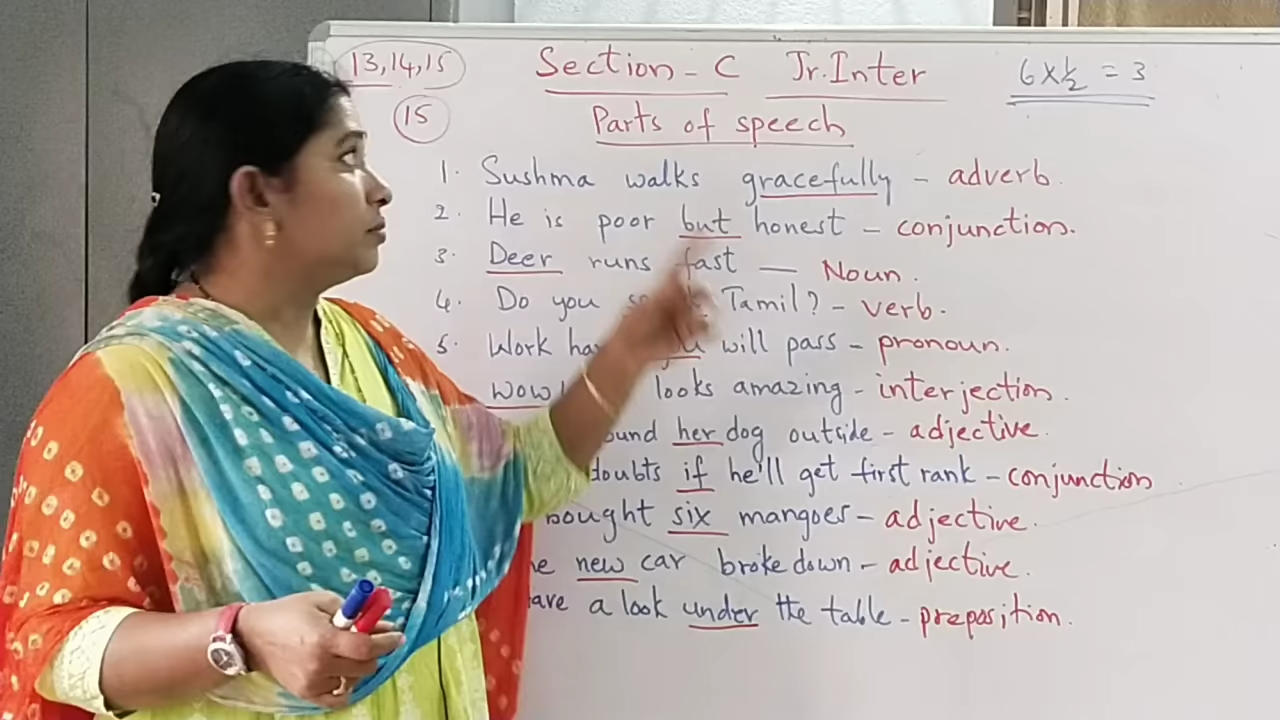 13,14,15 Section - C Jr. Inter 6 X ½ = 3
15 Parts of speech
1. Sushma walks gracefully - adverb.
2. He is poor but honest - conjunction.
3. Deer runs fast — Noun.
4. Do you Tamil? - verb.
5. Work you will pass - pronoun.
wow looks amazing - interjection.
her dog outside - adjective.
doubts if he'll get first rank - conjunction
six mangoes - adjective.
new car broke down - adjective.
a look under the table - preposition.